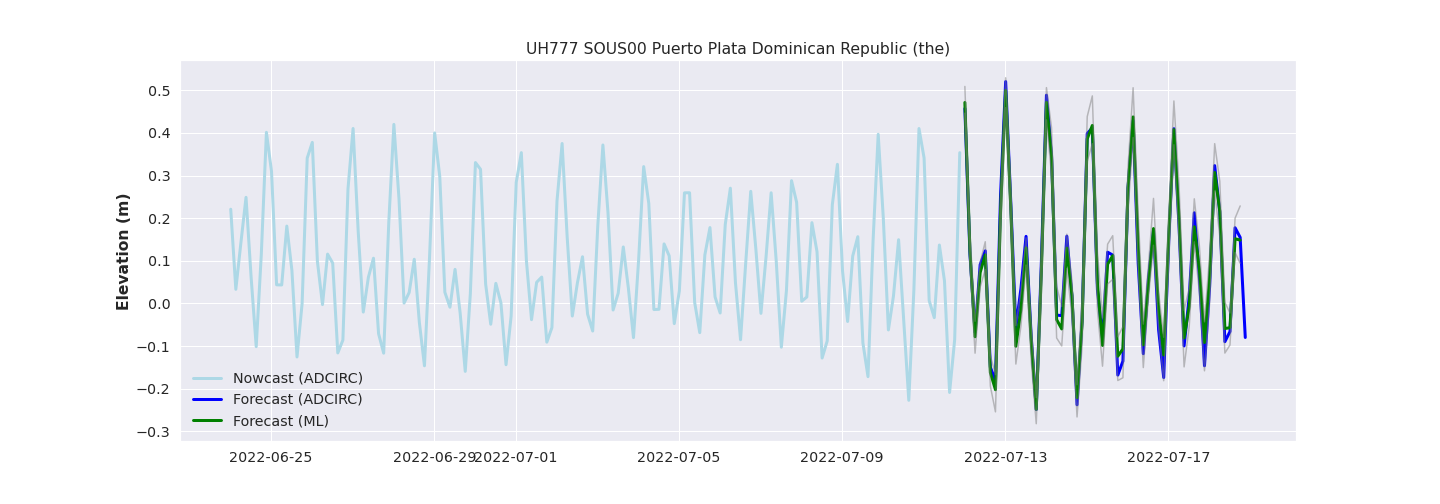 UH777 SOUS00 Puerto Plata Dominican Republic (the)
Elevation (m)
0.5
0.4
0.3
0.2
0.1
0.0
−0.1
−0.2
−0.3
Nowcast (ADCIRC)
Forecast (ADCIRC)
Forecast (ML)
2022-06-25 2022-06-29 2022-07-01 2022-07-05 2022-07-09 2022-07-13 2022-07-17